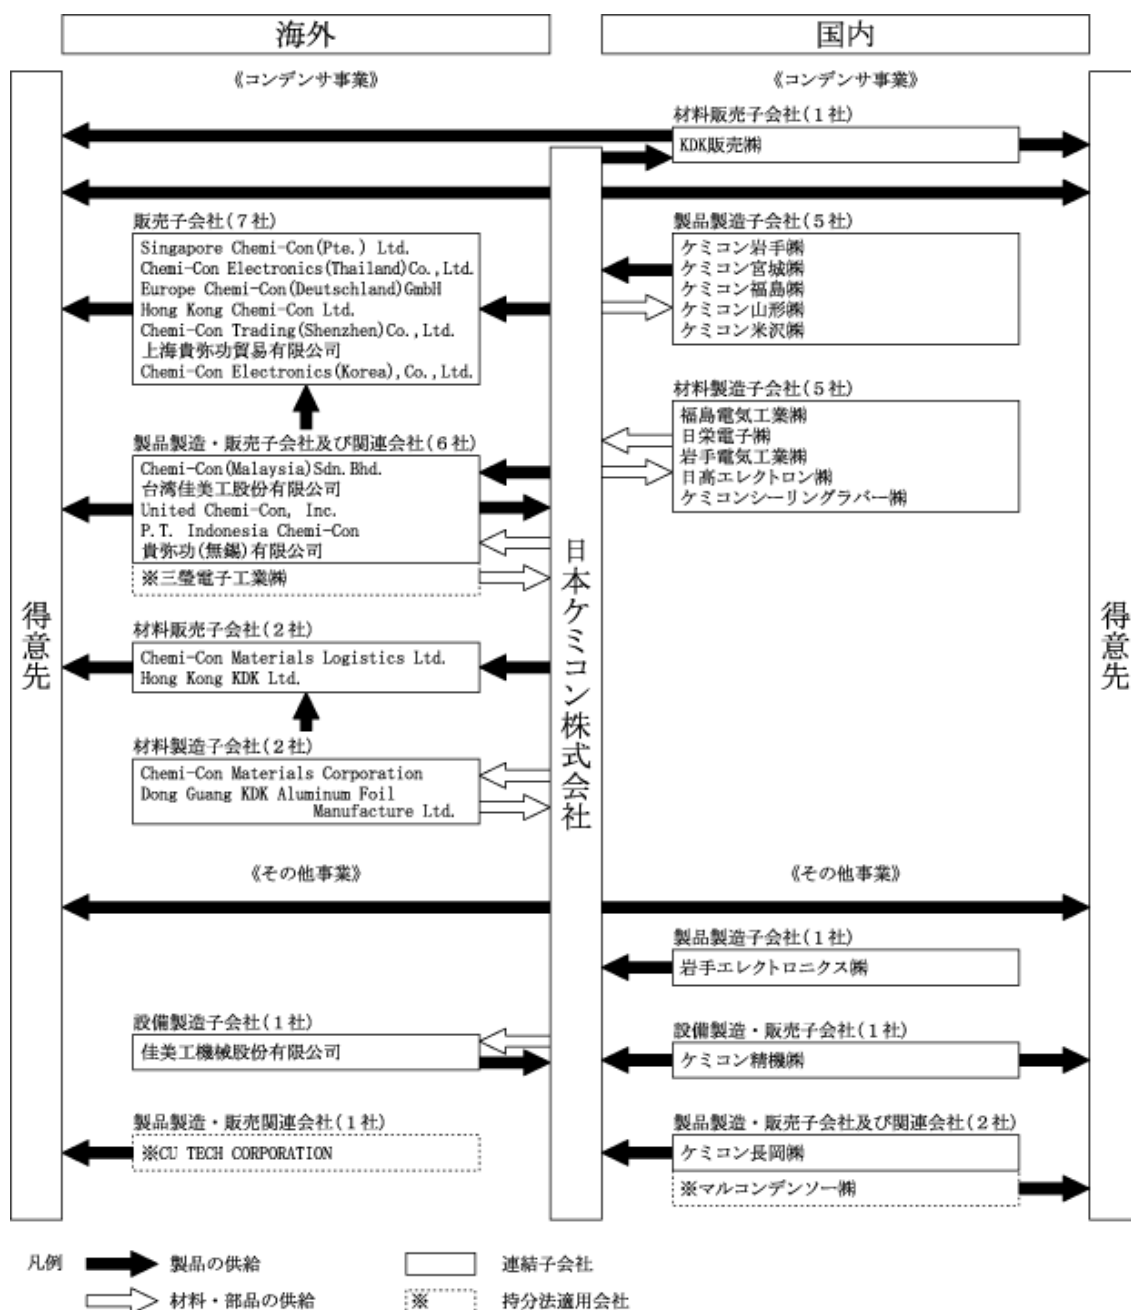 海外
国内
《コンデンサ事業》
《コンデンサ事業》
材料販売子会社(1社)
KDK販売㈱
販売子会社(7社)
Singapore Chemi-Con(Pte.) Ltd.
Chemi-Con Electronics(Thailand)Co.,Ltd.
Europe Chemi-Con(Deutschland)GmbH
Hong Kong Chemi-Con Ltd.
Chemi-Con Trading(Shenzhen)Co.,Ltd.
上海貴弥功貿易有限公司
Chemi-Con Electronics(Korea),Co.,Ltd.
製品製造子会社(5社)
ケミコン岩手㈱
ケミコン宮城㈱
ケミコン福島㈱
ケミコン山形㈱
ケミコン米沢㈱
材料製造子会社(5社)
福島電気工業㈱
日栄電子㈱
岩手電気工業㈱
日高エレクトロン㈱
ケミコンシーリングラバー㈱
製品製造・販売子会社及び関連会社(6社)
Chemi-Con(Malaysia)Sdn.Bhd.
台湾佳美工股份有限公司
United Chemi-Con, Inc.
P.T. Indonesia Chemi-Con
貴弥功(無錫)有限公司
※三瑩電子工業㈱
得意先
日本ケミコン株式会社
得意先
材料販売子会社(2社)
Chemi-Con Materials Logistics Ltd.
Hong Kong KDK Ltd.
材料製造子会社(2社)
Chemi-Con Materials Corporation
Dong Guang KDK Aluminum Foil
Manufacture Ltd.
《その他事業》
《その他事業》
製品製造子会社(1社)
岩手エレクトロニクス㈱
設備製造子会社(1社)
佳美工機械股份有限公司
設備製造・販売子会社(1社)
ケミコン精機㈱
製品製造・販売関連会社(1社)
※CU TECH CORPORATION
製品製造・販売子会社及び関連会社(2社)
ケミコン長岡㈱
※マルコンデンソー㈱
凡例
製品の供給
連結子会社
材料・部品の供給
※
持分法適用会社